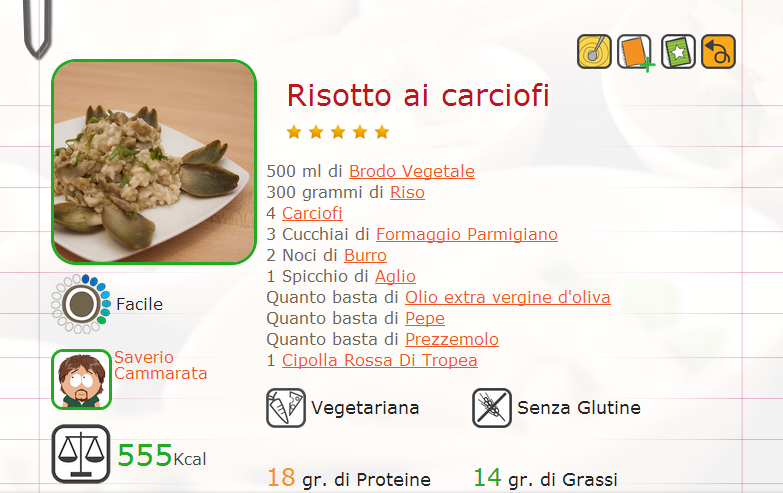 Risotto ai carciofi
500 ml di Brodo Vegetale
300 grammi di Riso
4 Carciofi
3 Cucchiai di Formaggio Parmigiano
2 Noci di Burro
1 Spicchio di Aglio
Quanto basta di Olio extra vergine d'oliva
Quanto basta di Pepe
Quanto basta di Prezzemolo
1 Cipolla Rossa Di Tropea
Facile
Saverio
Cammarata
555Kcal
Vegetariana
Senza Glutine
18 gr. di Proteine
14 gr. di Grassi